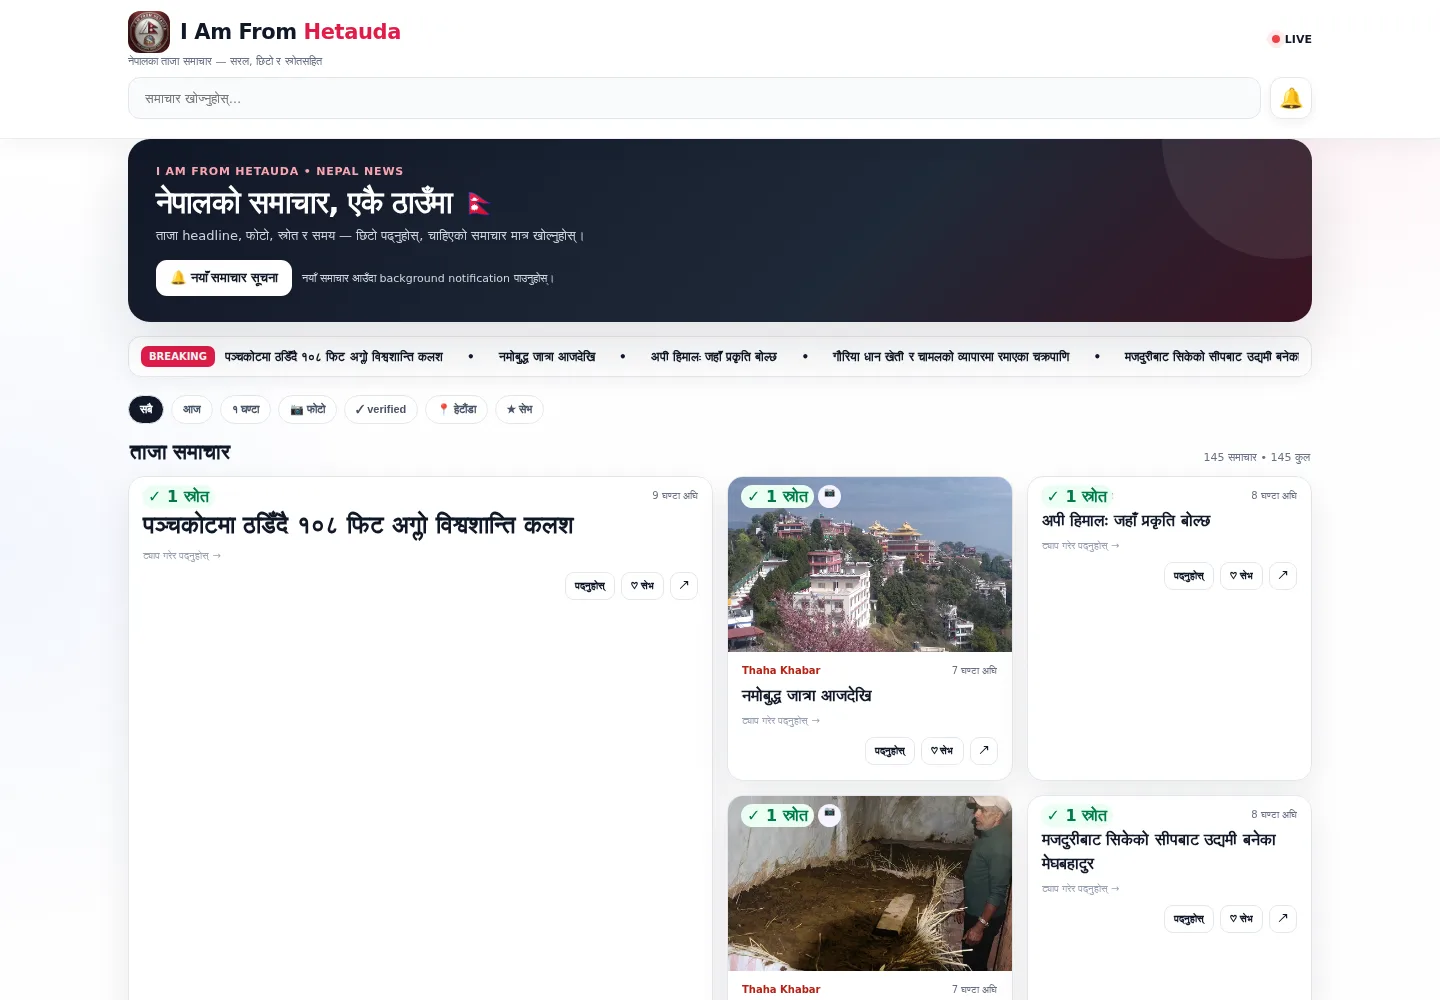 I Am From Hetauda
LIVE
नेपालका ताजा समाचार — सरल, छिटो र स्रोतसहित
समाचार खोज्नुहोस्...
I AM FROM HETAUDA • NEPAL NEWS
नेपालको समाचार, एकै ठाउँमा 🇳🇵
ताजा headline, फोटो, स्रोत र समय — छिटो पढ्नुहोस्, चाहिएको समाचार मात्र खोल्नुहोस् ।
🔔 नयाँ समाचार सूचना
नयाँ समाचार आउँदा background notification पाउनुहोस् ।
BREAKING पञ्चकोटमा ठडिँदै १०८ फिट अग्लो विश्वशान्ति कलश • नमोबुद्ध जात्रा आजदेखि • अपी हिमालः जहाँ प्रकृति बोल्छ • गौरिया धान खेती र चामलको व्यापारमा रमाएका चक्रपाणि • मजदुरीबाट सिकेको सीपबाट उद्यमी बनेका
सबै
आज
१ घण्टा
📷 फोटो
✓ verified
📍 हेटौंडा
★ सेभ
ताजा समाचार
145 समाचार • 145 कुल
✓ 1 स्रोत
9 घण्टा अघि
पञ्चकोटमा ठडिँदै १०८ फिट अग्लो विश्वशान्ति कलश
ट्याप गरेर पढ्नुहोस् →
पढ्नुहोस्
♡ सेभ
↗
✓ 1 स्रोत
Thaha Khabar
7 घण्टा अघि
नमोबुद्ध जात्रा आजदेखि
ट्याप गरेर पढ्नुहोस् →
पढ्नुहोस्
♡ सेभ
↗
✓ 1 स्रोत
8 घण्टा अघि
अपी हिमालः जहाँ प्रकृति बोल्छ
ट्याप गरेर पढ्नुहोस् →
पढ्नुहोस्
♡ सेभ
↗
✓ 1 स्रोत
Thaha Khabar
7 घण्टा अघि
✓ 1 स्रोत
8 घण्टा अघि
मजदुरीबाट सिकेको सीपबाट उद्यमी बनेका
मेघबहादुर
ट्याप गरेर पढ्नुहोस् →
पढ्नुहोस्
♡ सेभ
↗